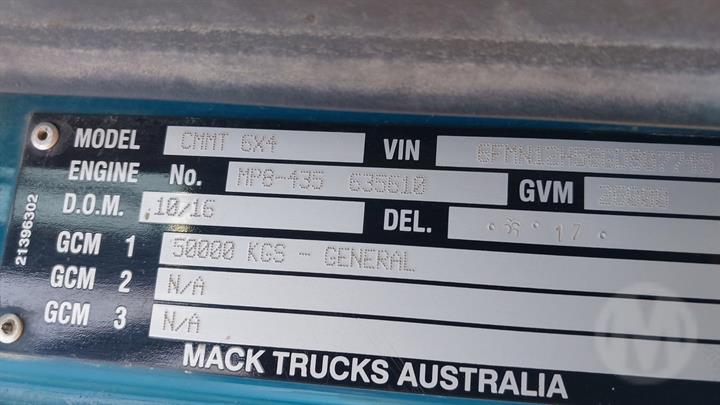 MODEL CMMT 6X4 VIN
ENGINE No. MP8-435 635610 GVM
D.O.M. 10/16 DEL. 17
GCM 1 50000 KGS - GENERAL
GCM 2 N/A
GCM 3 N/A
MACK TRUCKS AUSTRALIA
21396302
M